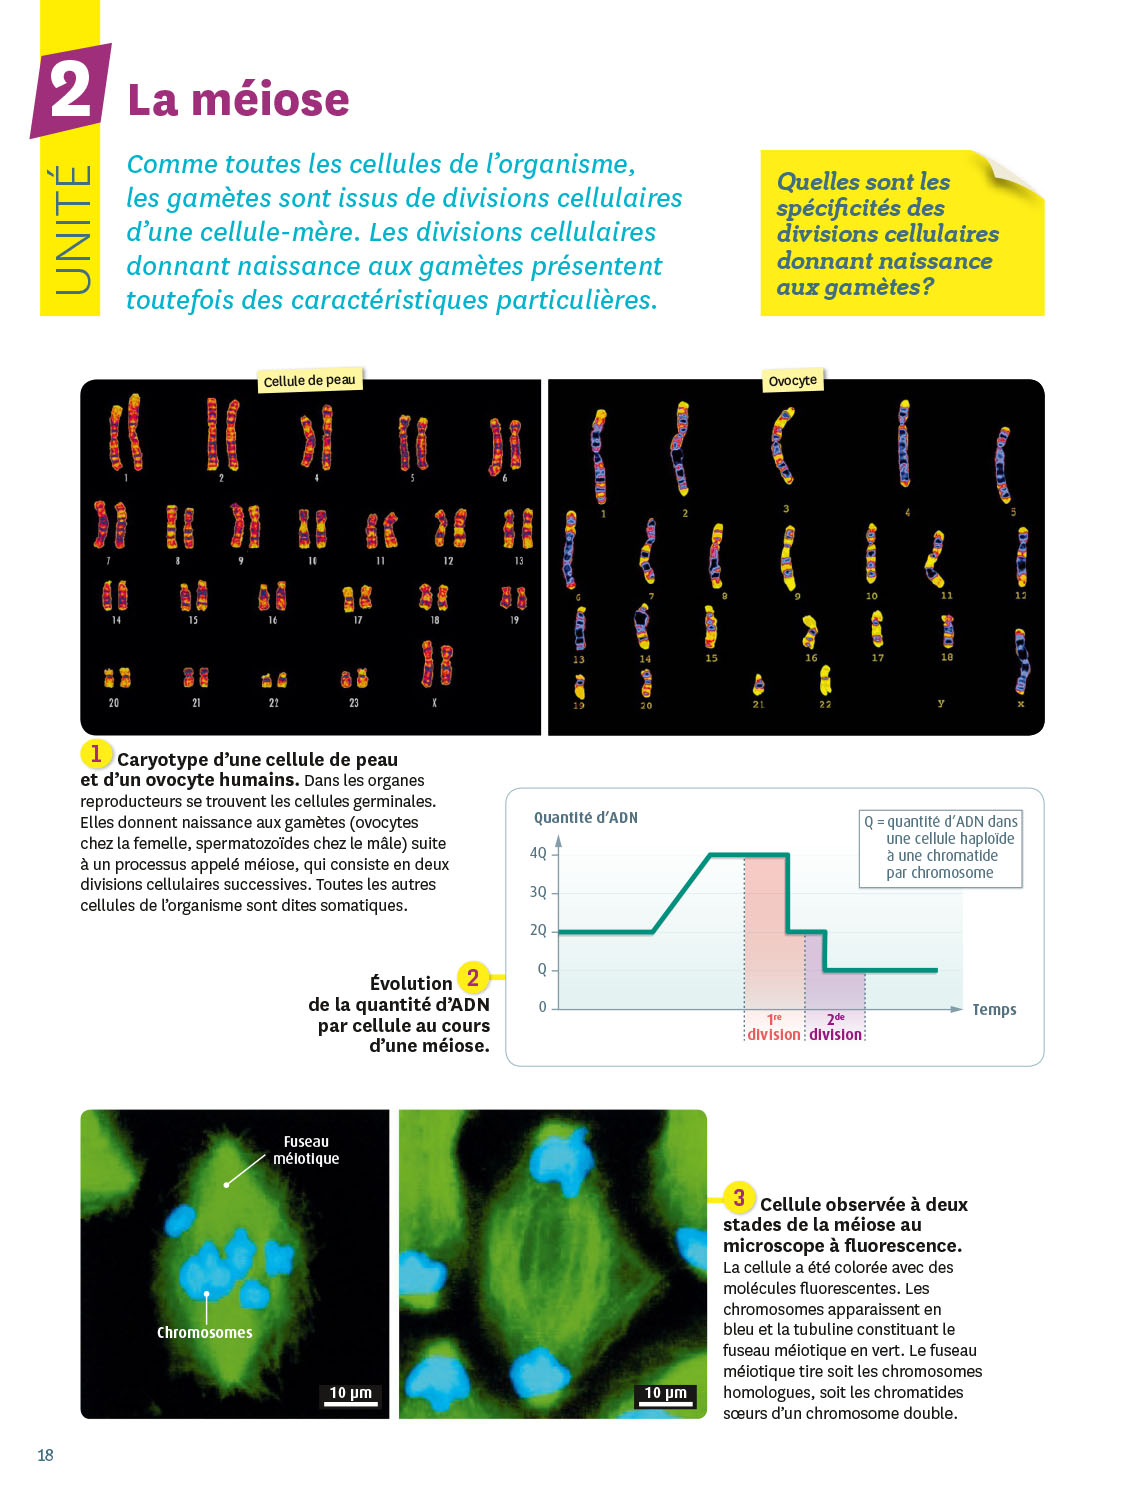 2
UNITÉ
La méiose
Comme toutes les cellules de l’organisme,
les gamètes sont issus de divisions cellulaires
d’une cellule-mère. Les divisions cellulaires
donnant naissance aux gamètes présentent
toutefois des caractéristiques particulières.
Quelles sont les
spécificités des
divisions cellulaires
donnant naissance
aux gamètes?
Cellule de peau
1 2 4 5 6
7 8 9 10 11 12 13
14 15 16 17 18 19
20 21 22 23 X
Ovocyte
1 2 3 4 5
6 7 8 9 10 11 12
13 14 15 16 17 18
19 20 21 22 y x
1 Caryotype d’une cellule de peau
et d’un ovocyte humains. Dans les organes
reproducteurs se trouvent les cellules germinales.
Elles donnent naissance aux gamètes (ovocytes
chez la femelle, spermatozoïdes chez le mâle) suite
à un processus appelé méiose, qui consiste en deux
divisions cellulaires successives. Toutes les autres
cellules de l’organisme sont dites somatiques.
Évolution 2
de la quantité d’ADN
par cellule au cours
d’une méiose.
Quantité d’ADN
4Q
3Q
2Q
Q
0
Q = quantité d’ADN dans
une cellule haploïde
à une chromatide
par chromosome
Temps
1re
division
2de
division
Fuseau
méiotique
Chromosomes
10 µm
10 µm
3 Cellule observée à deux
stades de la méiose au
microscope à fluorescence.
La cellule a été colorée avec des
molécules fluorescentes. Les
chromosomes apparaissent en
bleu et la tubuline constituant le
fuseau méiotique en vert. Le fuseau
méiotique tire soit les chromosomes
homologues, soit les chromatides
sœurs d’un chromosome double.
18